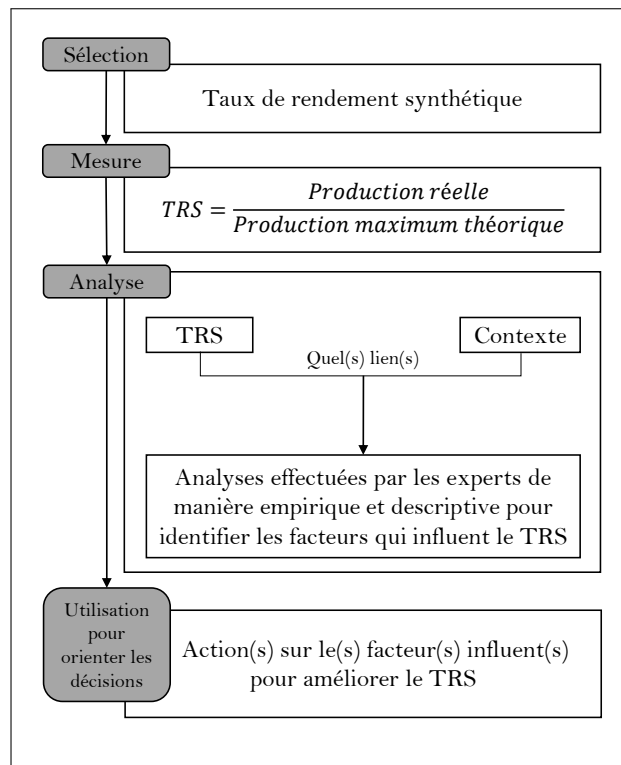 Sélection
Taux de rendement synthétique
Mesure
TRS = Production réelle / Production maximum théorique
Analyse
TRS
Contexte
Quel(s) lien(s)
Analyses effectuées par les experts de
manière empirique et descriptive pour
identifier les facteurs qui influent le TRS
Utilisation
pour
orienter les
décisions
Action(s) sur le(s) facteur(s) influent(s)
pour améliorer le TRS